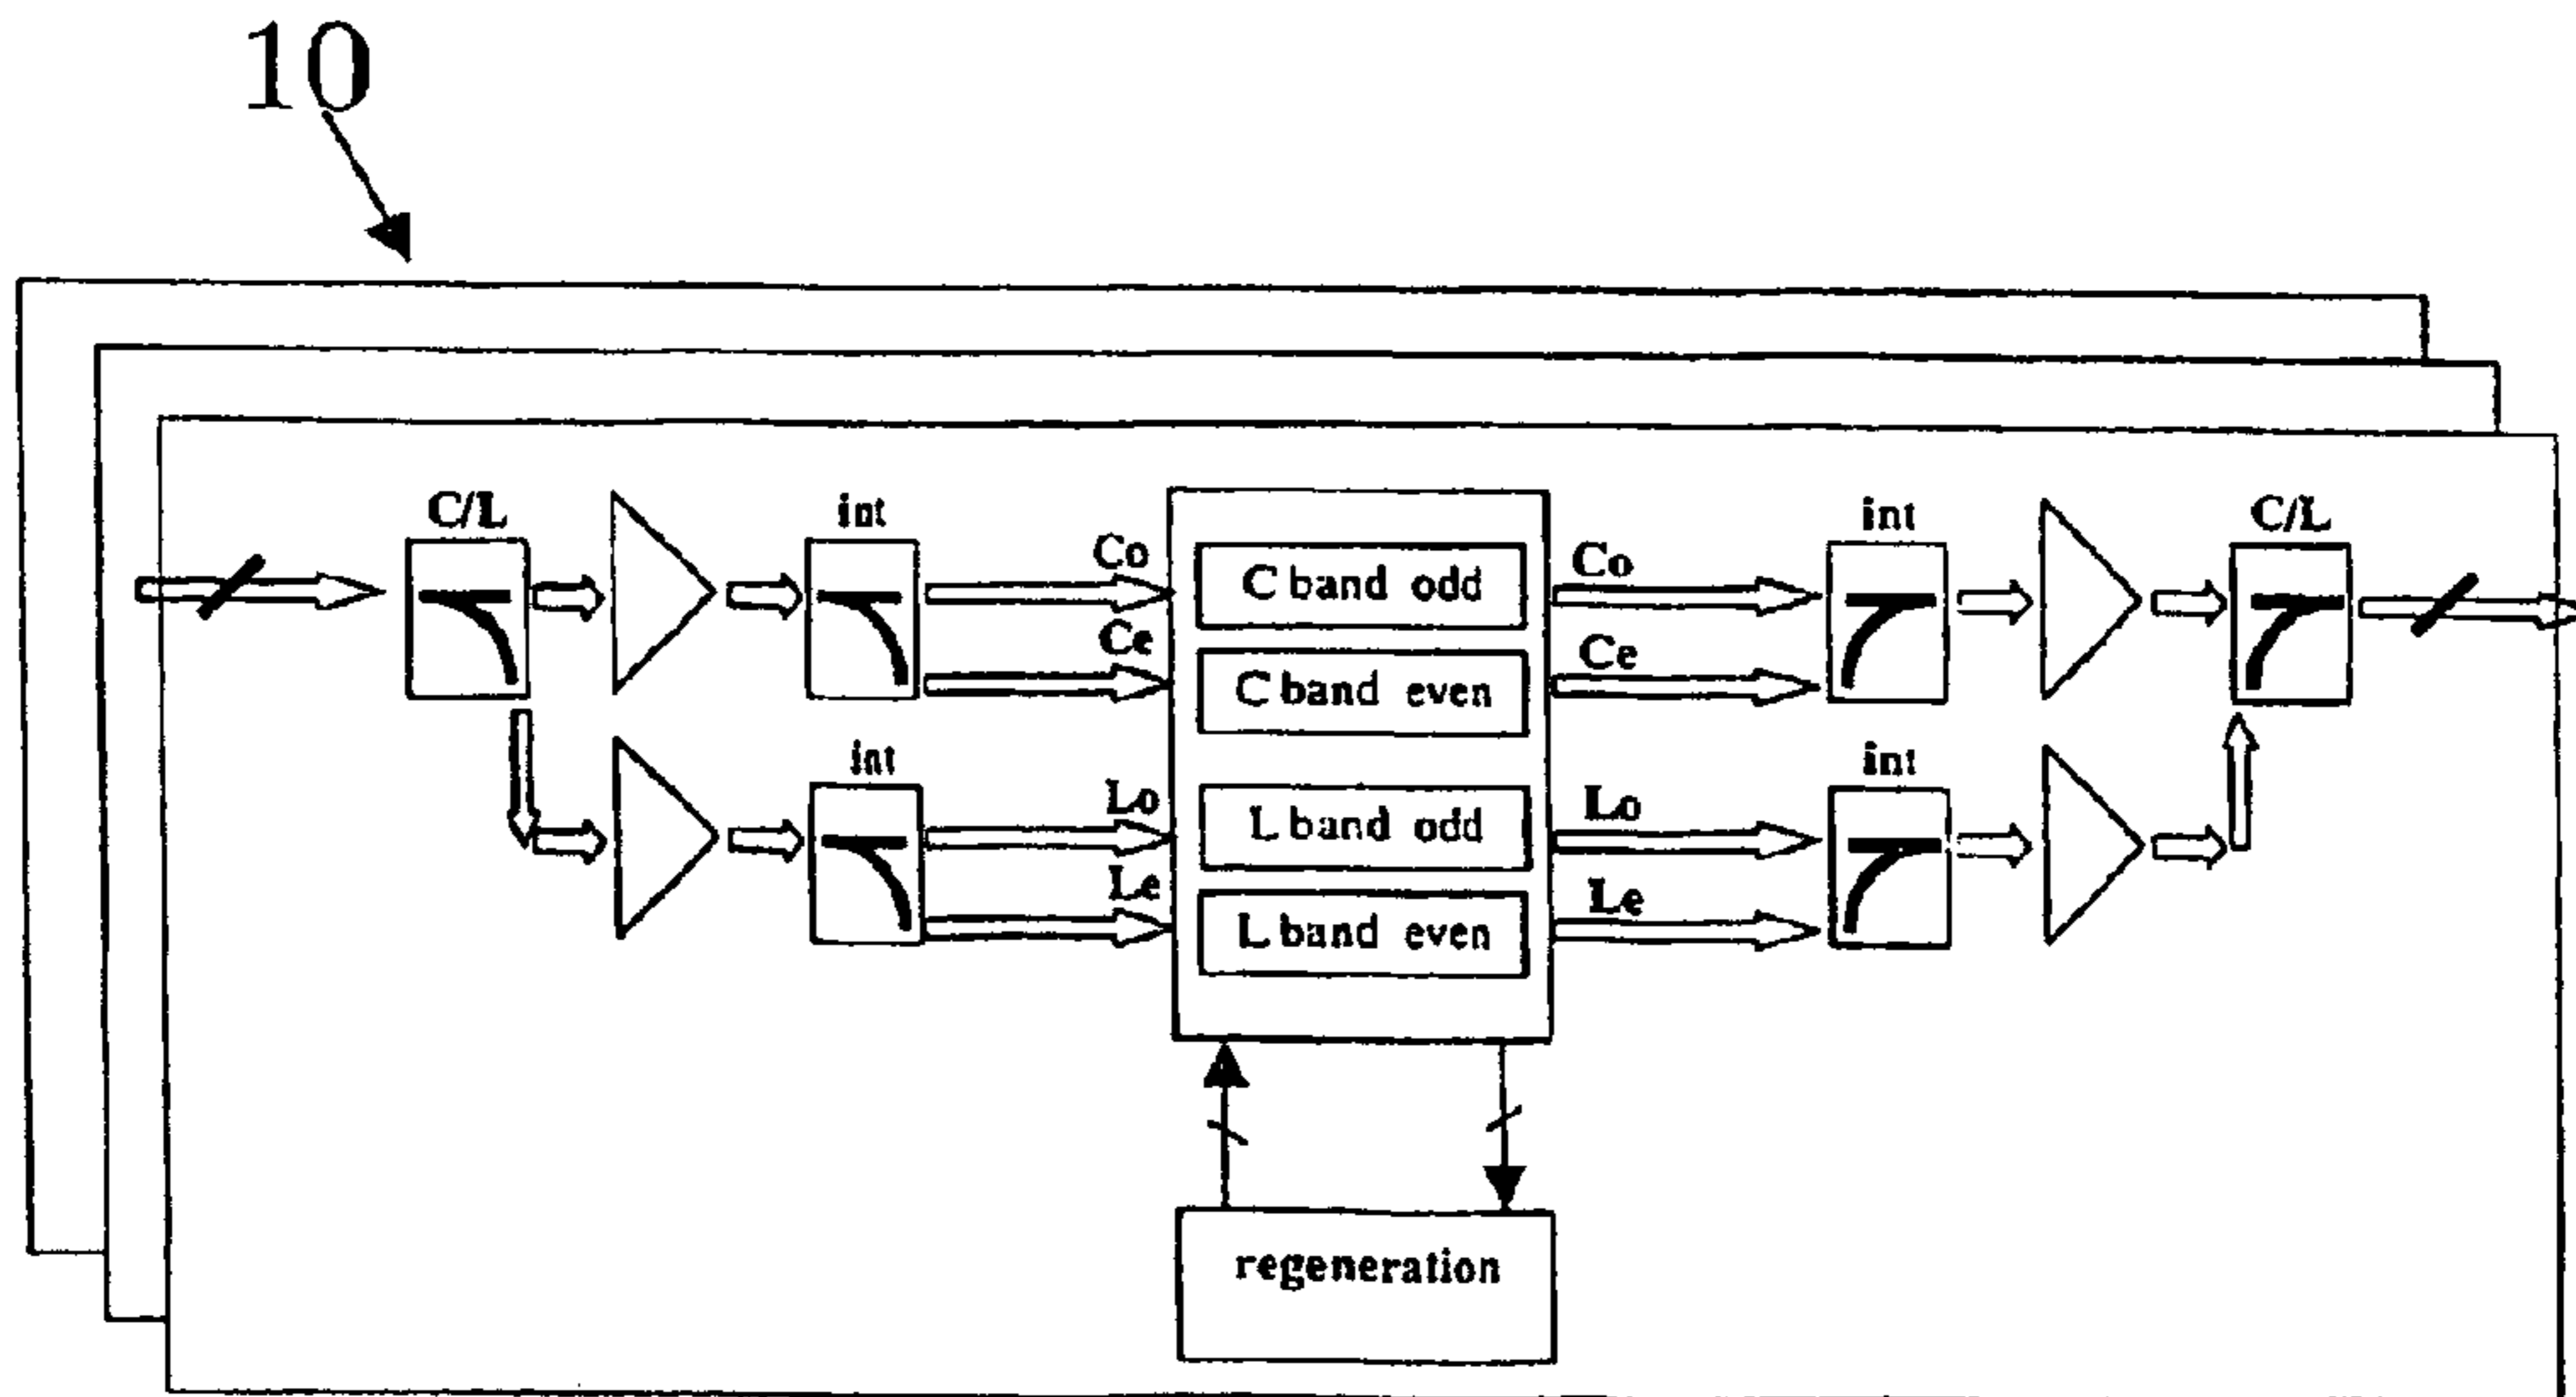 10
C/L
int
int
C/L
Co
C band odd
Co
Ce
C band even
Ce
int
int
Lo
L band odd
Lo
Le
L band even
Le
regeneration